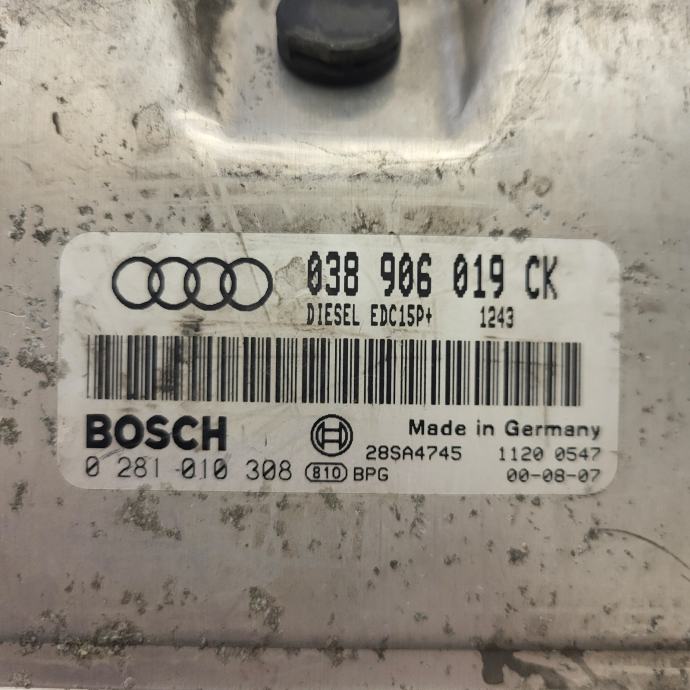 038 906 019 CK
DIESEL EDC15P+ 1243
BOSCH Made in Germany
28SA4745 1120 0547
0 281 010 308 810 BPG 00-08-07